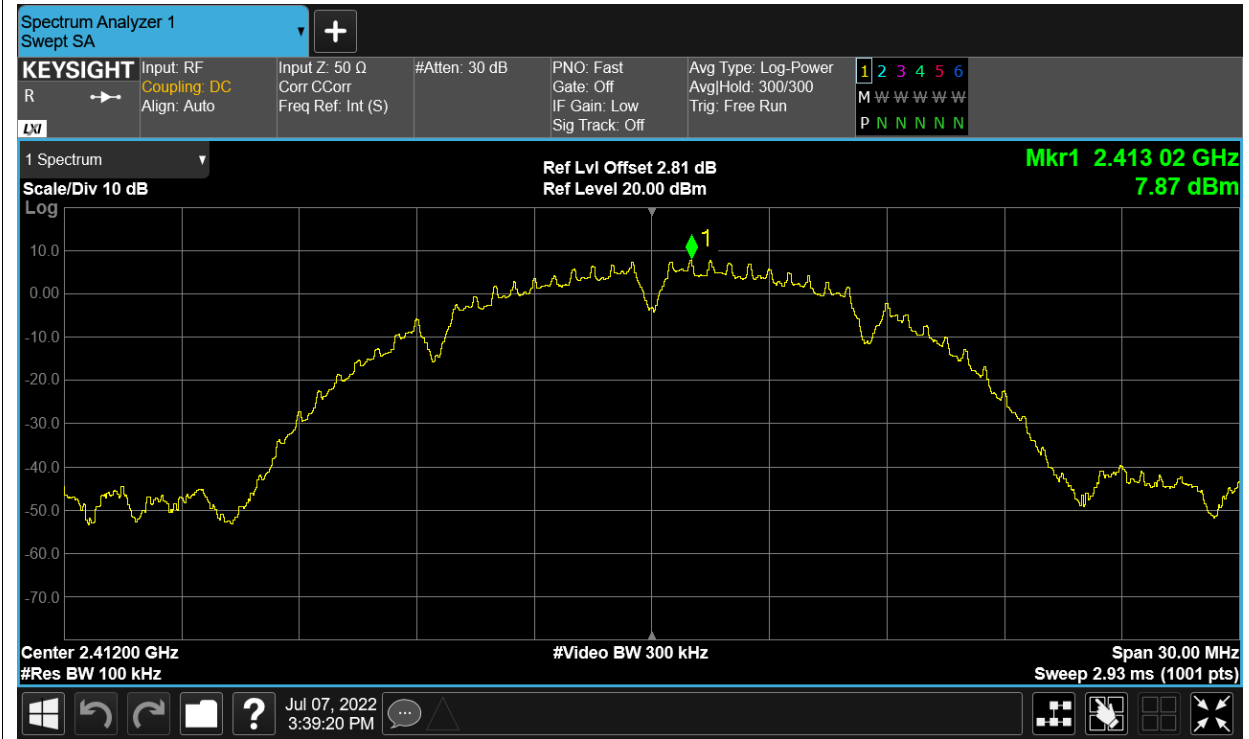 Spectrum Analyzer 1
Swept SA
KEYSIGHT
R
LXI
Input: RF
Coupling: DC
Align: Auto
Input Z: 50 Ω
Corr CCorr
Freq Ref: Int (S)
#Atten: 30 dB
PNO: Fast
Gate: Off
IF Gain: Low
Sig Track: Off
Avg Type: Log-Power
Avg|Hold: 300/300
Trig: Free Run
1 2 3 4 5 6
M W W W W W
P N N N N N
1 Spectrum
Scale/Div 10 dB
Ref Lvl Offset 2.81 dB
Ref Level 20.00 dBm
Mkr1 2.413 02 GHz
7.87 dBm
Log
1
10.0
0.00
-10.0
-20.0
-30.0
-40.0
-50.0
-60.0
-70.0
Center 2.41200 GHz
#Video BW 300 kHz
Span 30.00 MHz
#Res BW 100 kHz
Sweep 2.93 ms (1001 pts)
?
Jul 07, 2022
3:39:20 PM